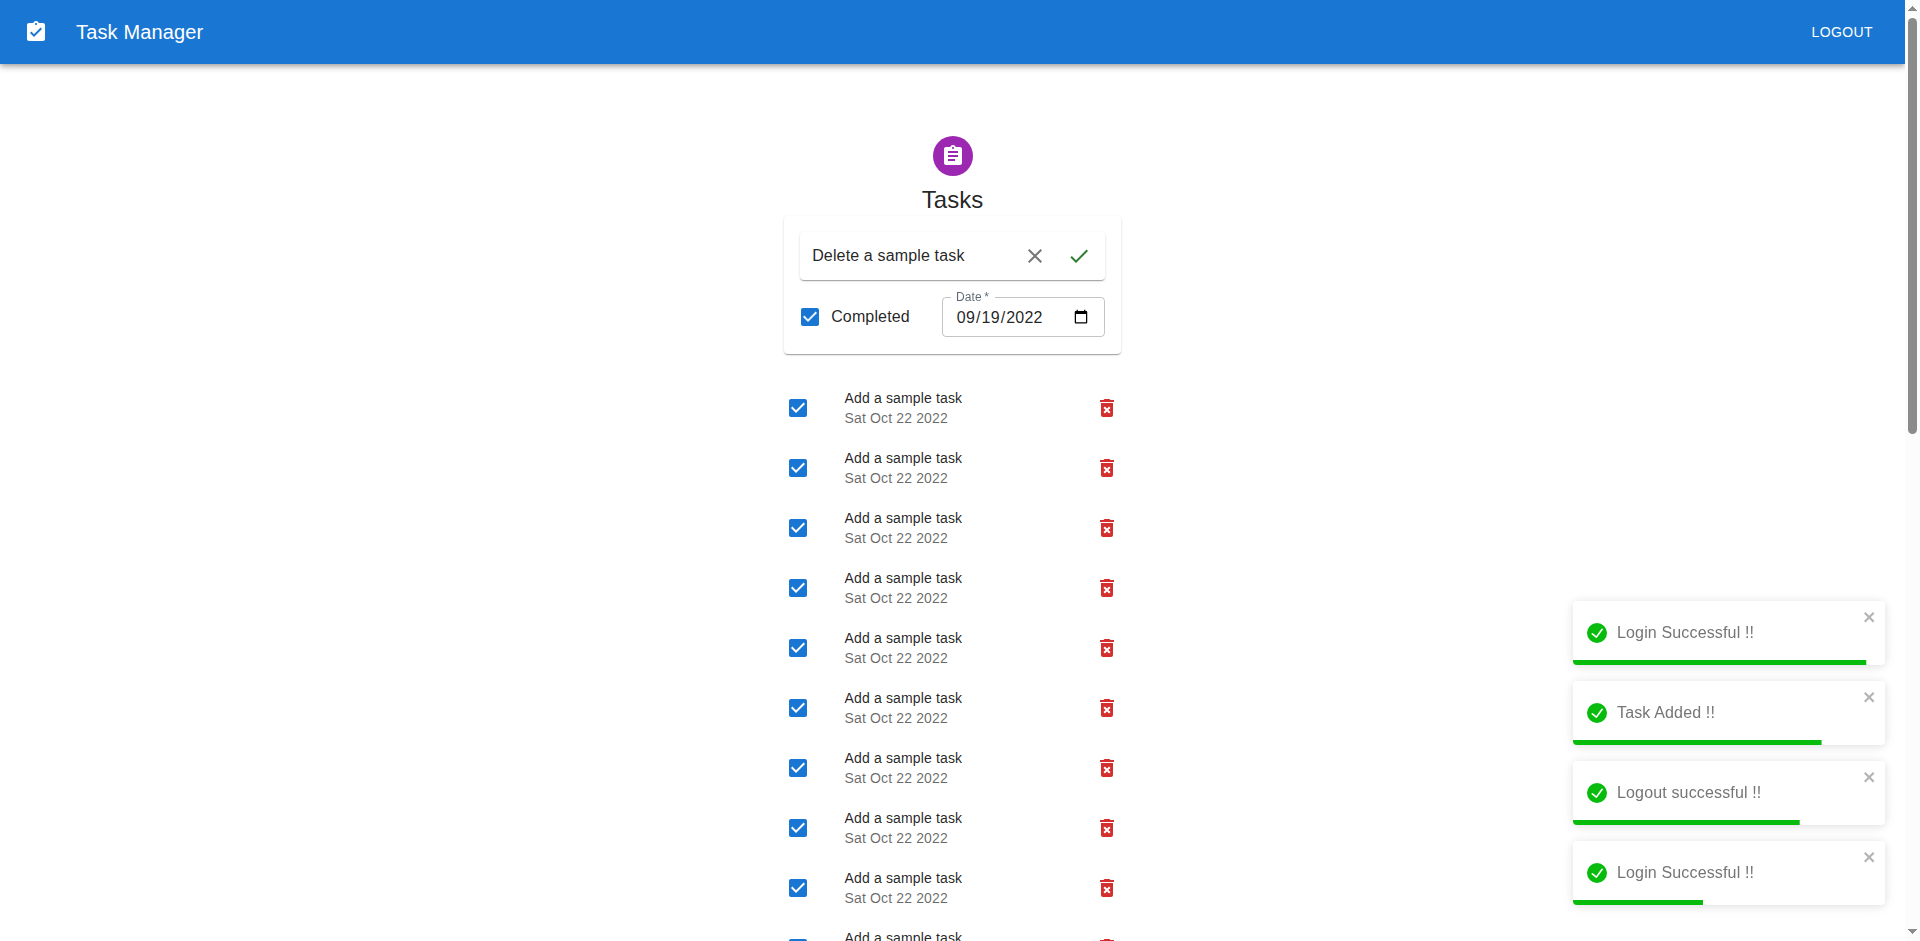 Task Manager
LOGOUT
Tasks
Delete a sample task
Completed
Date *
09/19/2022
Add a sample task
Sat Oct 22 2022
Add a sample task
Sat Oct 22 2022
Add a sample task
Sat Oct 22 2022
Add a sample task
Sat Oct 22 2022
Add a sample task
Sat Oct 22 2022
Add a sample task
Sat Oct 22 2022
Add a sample task
Sat Oct 22 2022
Add a sample task
Sat Oct 22 2022
Add a sample task
Sat Oct 22 2022
Add a sample task
Login Successful !!
Task Added !!
Logout successful !!
Login Successful !!